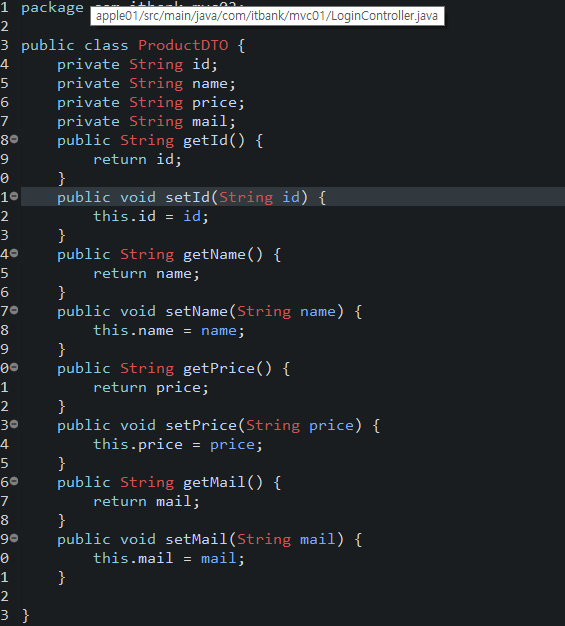 apple01/src/main/java/com/itbank/mvc01/LoginController.java
1 package
2
3 public class ProductDTO {
4     private String id;
5     private String name;
6     private String price;
7     private String mail;
8     public String getId() {
9         return id;
0     }
1     public void setId(String id) {
2         this.id = id;
3     }
4     public String getName() {
5         return name;
6     }
7     public void setName(String name) {
8         this.name = name;
9     }
0     public String getPrice() {
1         return price;
2     }
3     public void setPrice(String price) {
4         this.price = price;
5     }
6     public String getMail() {
7         return mail;
8     }
9     public void setMail(String mail) {
0         this.mail = mail;
1     }
2
3 }